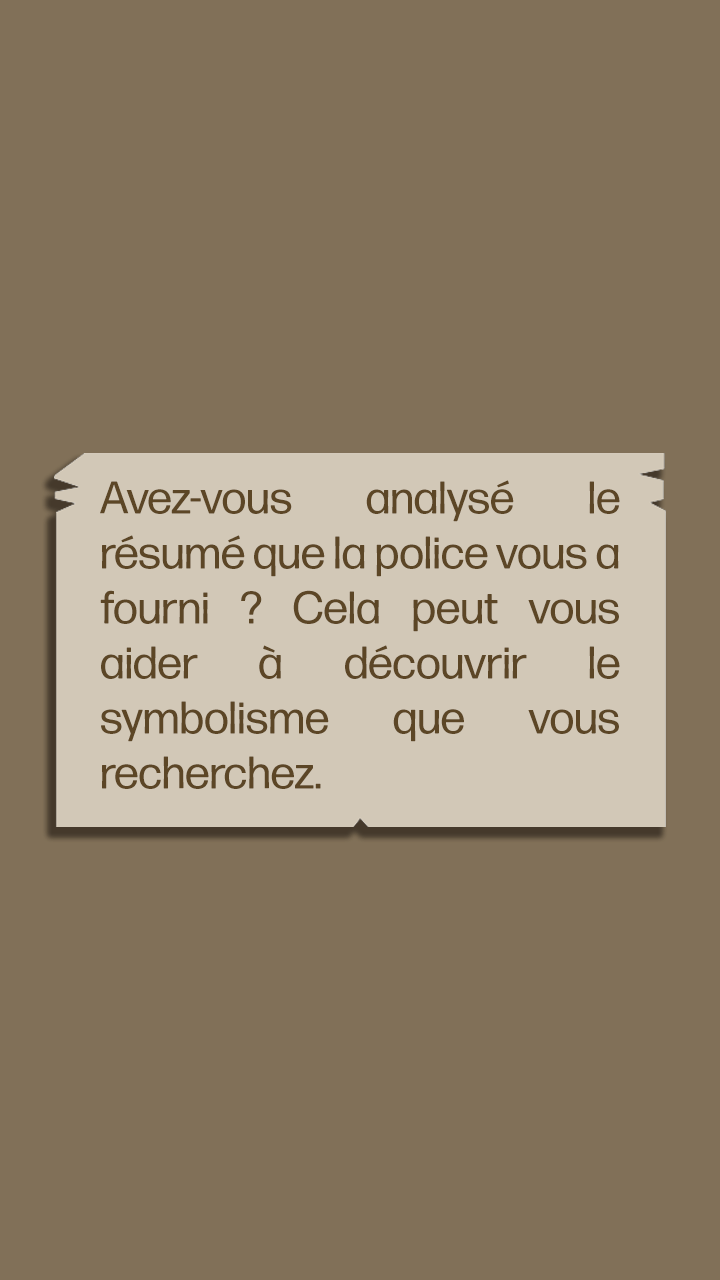 Avez-vous analysé le
résumé que la police vous a
fourni ? Cela peut vous
aider à découvrir le
symbolisme que vous
recherchez.